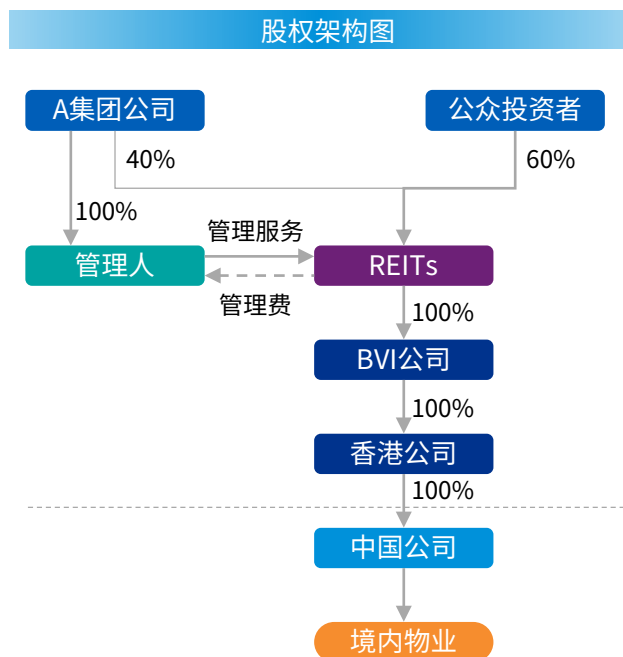 股权架构图
A集团公司
公众投资者
40%
60%
100%
管理服务
管理人
REITs
管理费
100%
BVI公司
100%
香港公司
100%
中国公司
境内物业